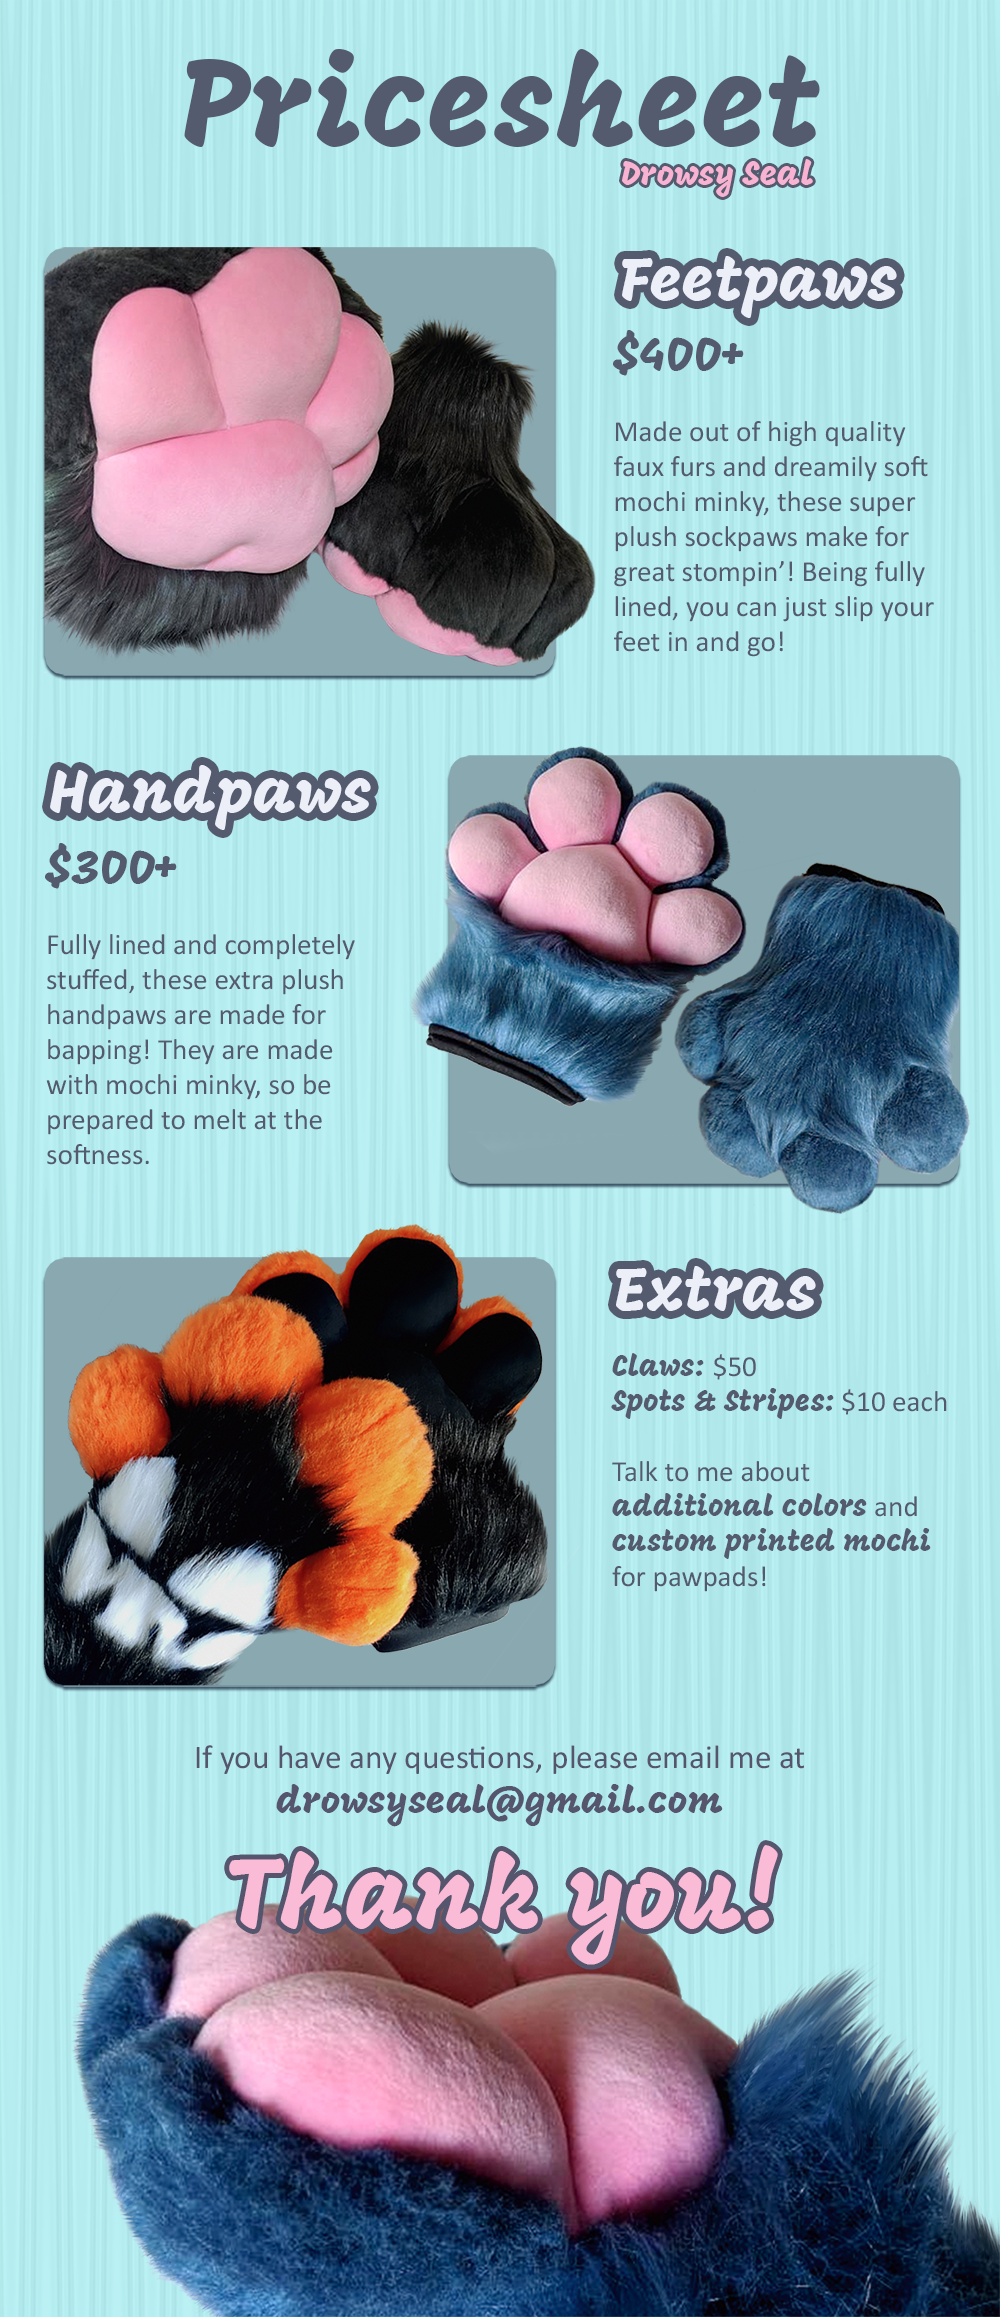 Pricesheet
Drowsy Seal
Feetpaws
$400+
Made out of high quality
faux furs and dreamily soft
mochi minky, these super
plush sockpaws make for
great stompin’! Being fully
lined, you can just slip your
feet in and go!
Handpaws
$300+
Fully lined and completely
stuffed, these extra plush
handpaws are made for
bapping! They are made
with mochi minky, so be
prepared to melt at the
softness.
Extras
Claws: $50
Spots & Stripes: $10 each
Talk to me about
additional colors and
custom printed mochi
for pawpads!
If you have any questions, please email me at
drowsyseal@gmail.com
Thank you!